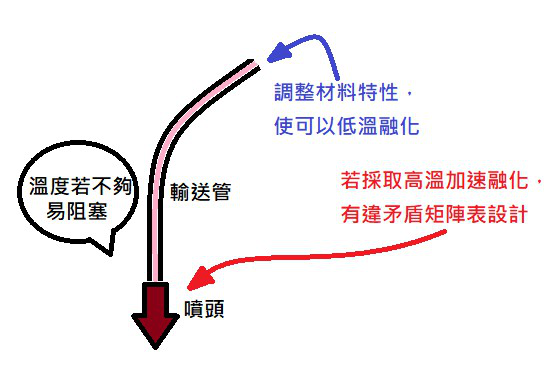 調整材料特性，
使可以低溫融化
若採取高溫加速融化，
有違矛盾矩陣表設計
溫度若不夠
易阻塞
輸送管
噴頭